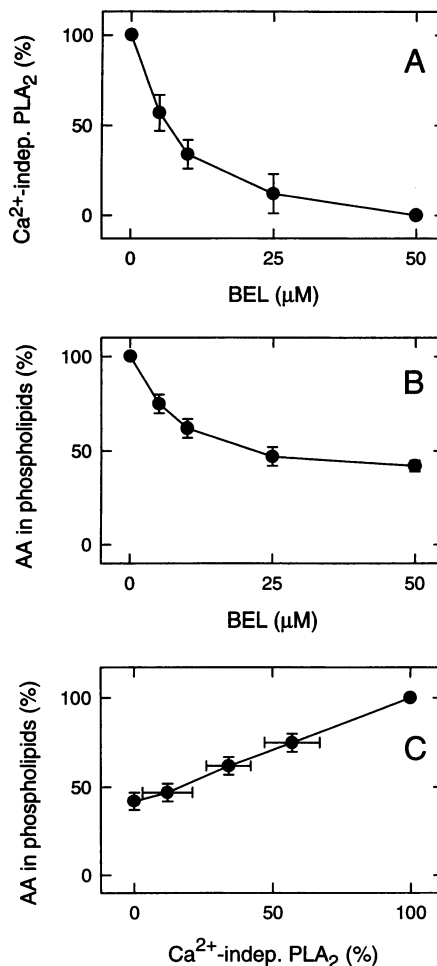 Ca²⁺-indep. PLA₂ (%)
100
50
0
A
0 25 50
BEL (μM)
AA in phospholipids (%)
100
50
0
B
0 25 50
BEL (μM)
AA in phospholipids (%)
100
50
0
C
0 50 100
Ca²⁺-indep. PLA₂ (%)